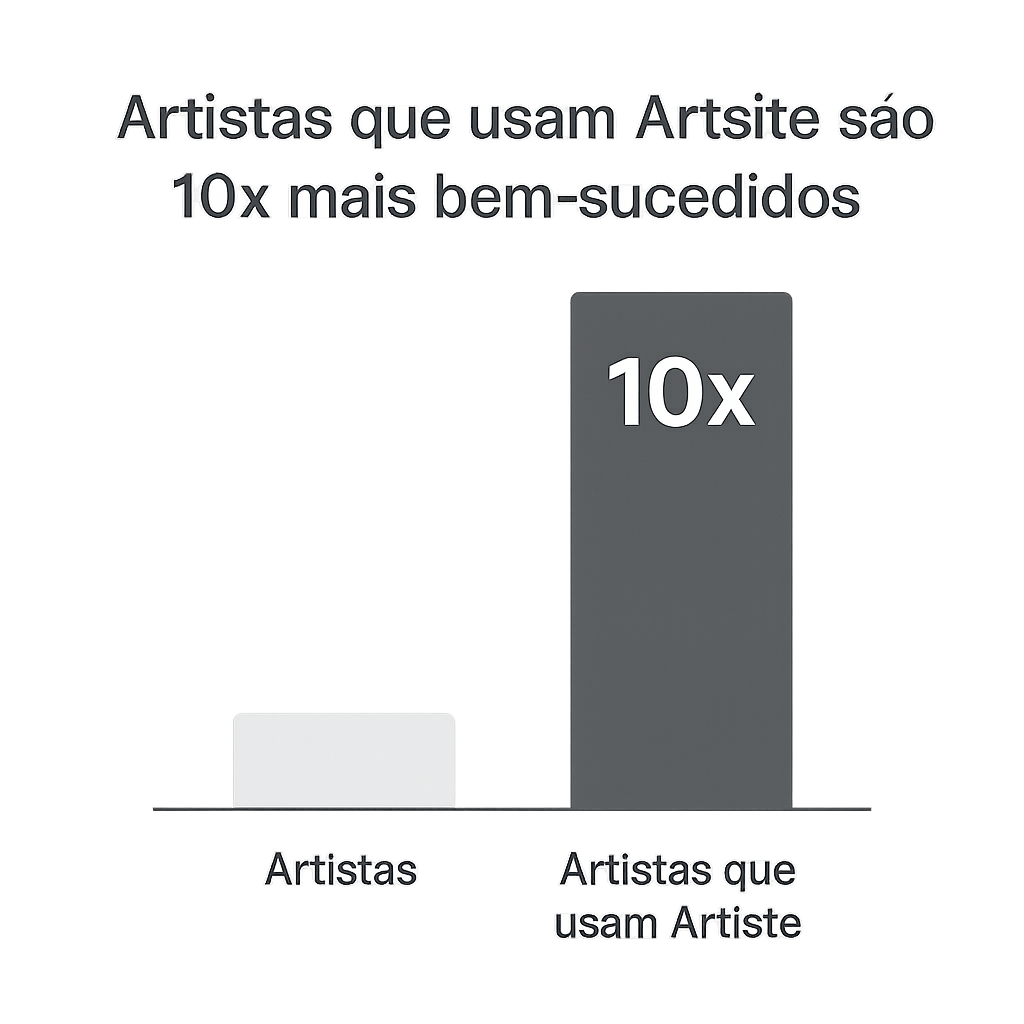 Artistas que usam Artsite sáo
10x mais bem-sucedidos
10x
Artistas
Artistas que
usam Artiste